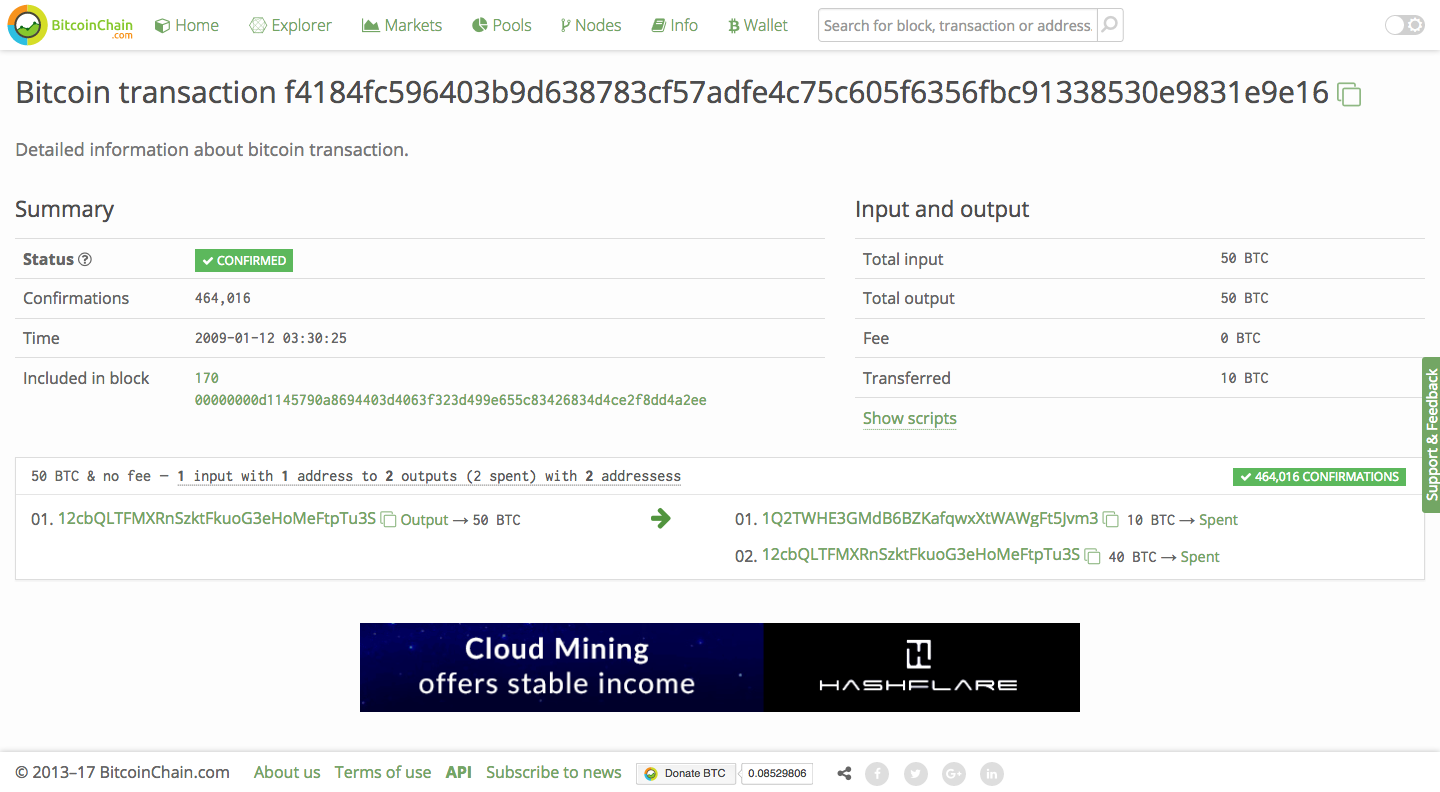 BitcoinChain .com Home Explorer Markets Pools Nodes Info Wallet Search for block, transaction or address.
Bitcoin transaction f4184fc596403b9d638783cf57adfe4c75c605f6356fbc91338530e9831e9e16
Detailed information about bitcoin transaction.
Summary
Status CONFIRMED
Confirmations 464,016
Time 2009-01-12 03:30:25
Included in block 170
00000000d1145790a8694403d4063f323d499e655c83426834d4ce2f8dd4a2ee
Input and output
Total input 50 BTC
Total output 50 BTC
Fee 0 BTC
Transferred 10 BTC
Show scripts
Support & Feedback
50 BTC & no fee — 1 input with 1 address to 2 outputs (2 spent) with 2 addressess 464,016 CONFIRMATIONS
01. 12cbQLTFMXRnSzktFkuoG3eHoMeFtpTu3S Output → 50 BTC
01. 1Q2TWHE3GMdB6BZKafqwxXtWAWgFt5Jvm3 10 BTC → Spent
02. 12cbQLTFMXRnSzktFkuoG3eHoMeFtpTu3S 40 BTC → Spent
Cloud Mining
offers stable income
HASHFLARE
© 2013–17 BitcoinChain.com About us Terms of use API Subscribe to news Donate BTC 0.08529806